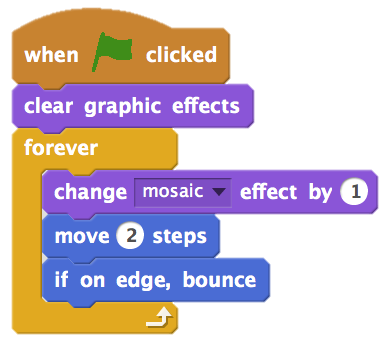 when clicked
clear graphic effects
forever
change mosaic effect by 1
move 2 steps
if on edge, bounce